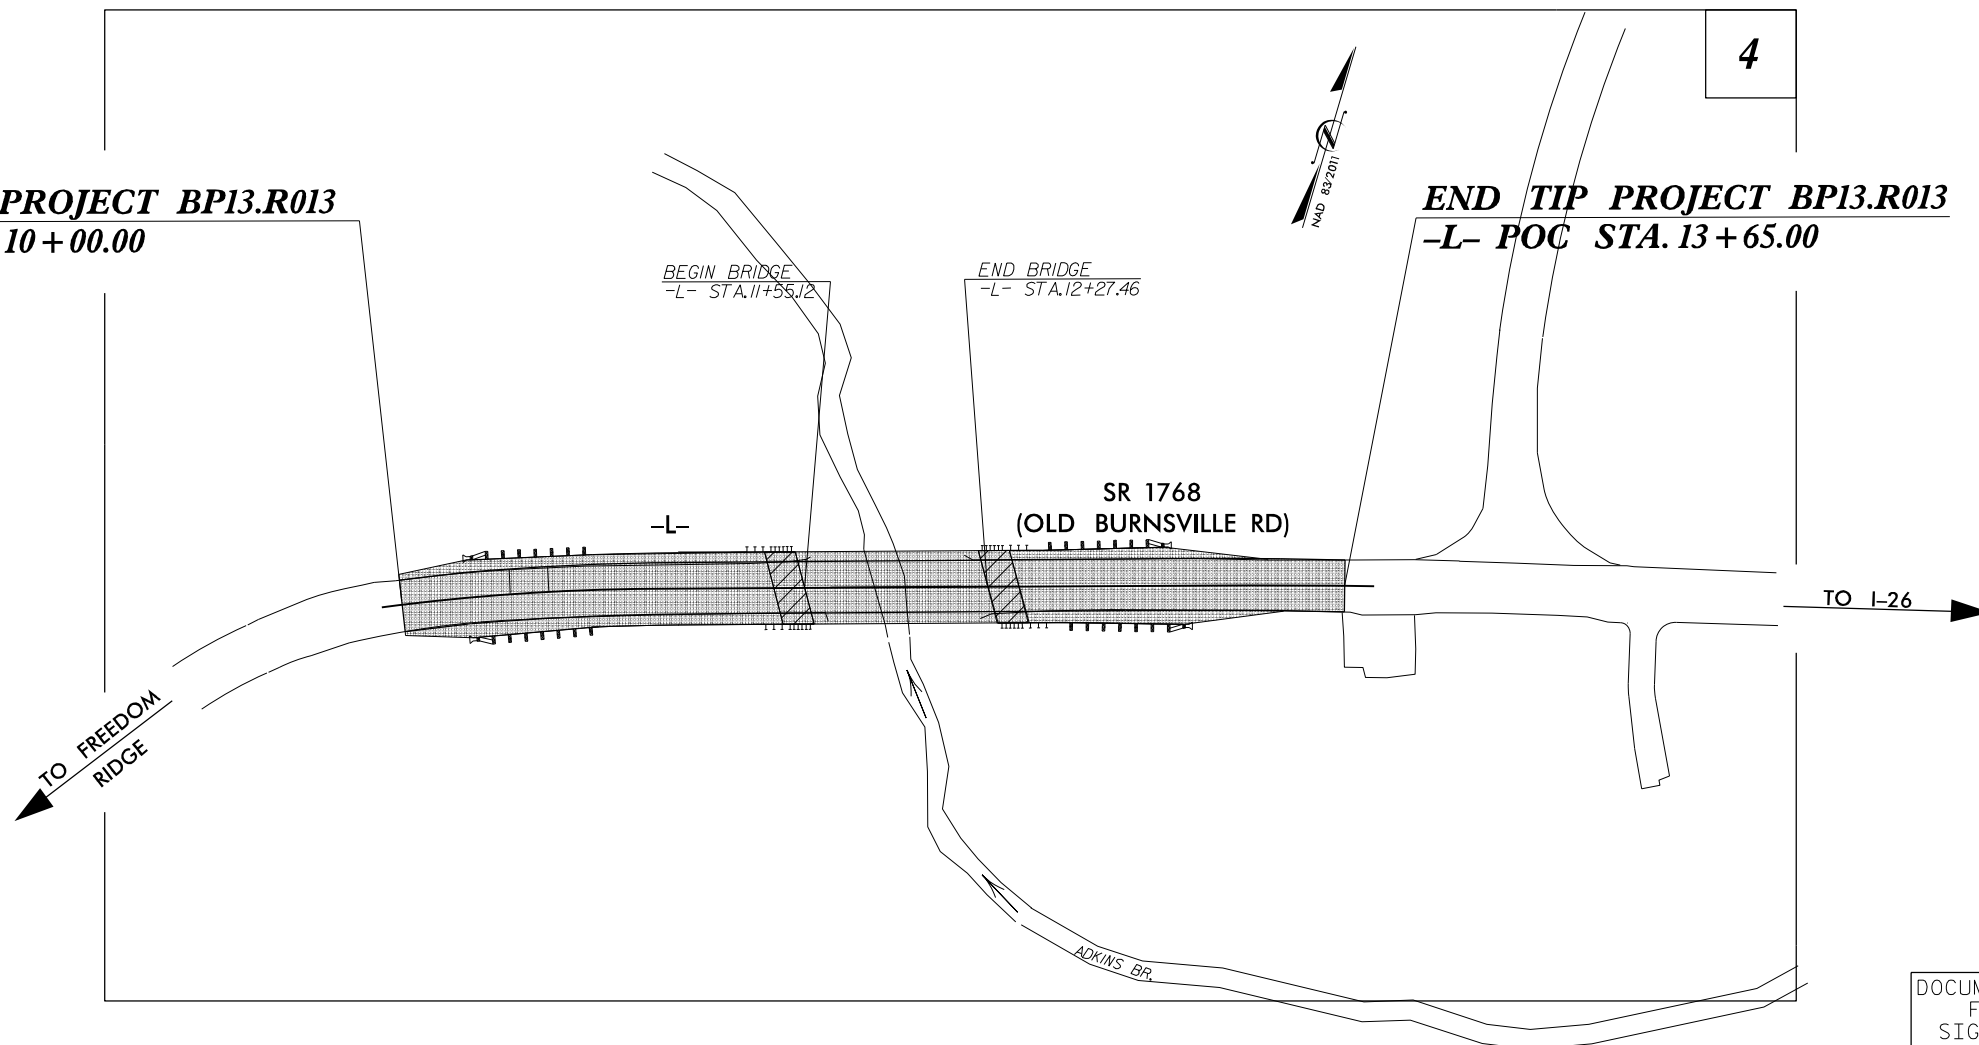 4
PROJECT BP13.R013
10+00.00
NAD 83/2011
END TIP PROJECT BP13.R013
-L- POC STA. 13+65.00
BEGIN BRIDGE
-L- STA.11+55.12
END BRIDGE
-L- STA.12+27.46
SR 1768
(OLD BURNSVILLE RD)
-L-
TO I-26
TO FREEDOM
RIDGE
ADKINS BR.
DOCUM
F
SIG